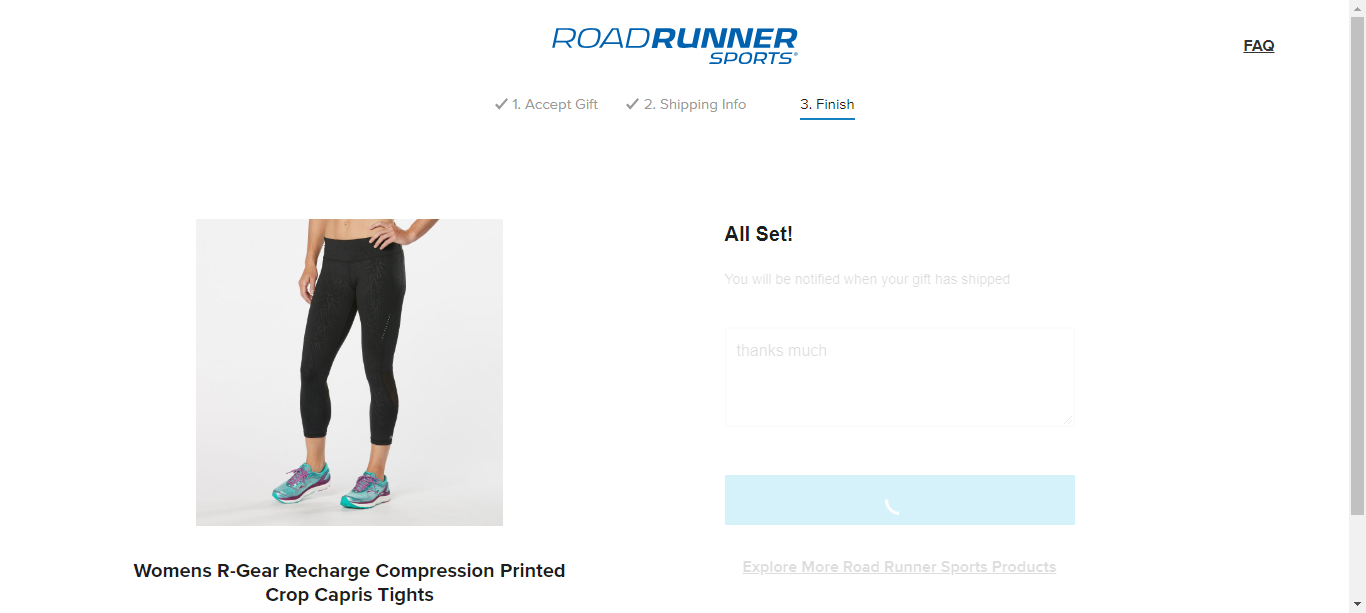 ROADRUNNER
SPORTS
FAQ
1. Accept Gift
2. Shipping Info
3. Finish
All Set!
You will be notified when your gift has shipped
thanks much
Explore More Road Runner Sports Products
Womens R-Gear Recharge Compression Printed
Crop Capris Tights